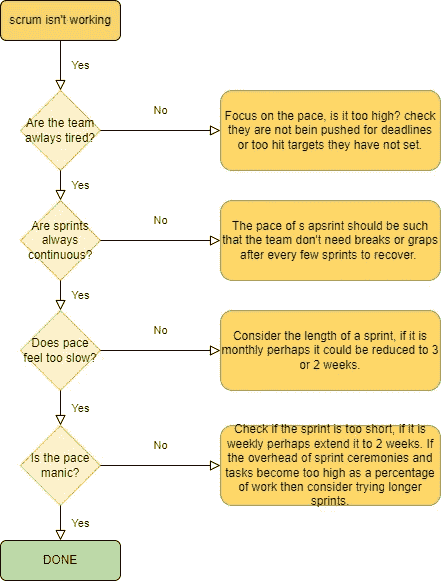 scrum isn't working
Yes
Are the team
awlays tired?
No
Focus on the pace, is it too high? check
they are not bein pushed for deadlines
or too hit targets they have not set.
Yes
Are sprints
always
continuous?
No
The pace of s apsrint should be such
that the team don't need breaks or graps
after every few sprints to recover.
Yes
Does pace
feel too slow?
No
Consider the length of a sprint, if it is
monthly perhaps it could be reduced to 3
or 2 weeks.
Yes
Is the pace
manic?
No
Check if the sprint is too short, if it is
weekly perhaps extend it to 2 weeks. If
the overhead of sprint ceremonies and
tasks become too high as a percentage
of work then consider trying longer
sprints.
Yes
DONE